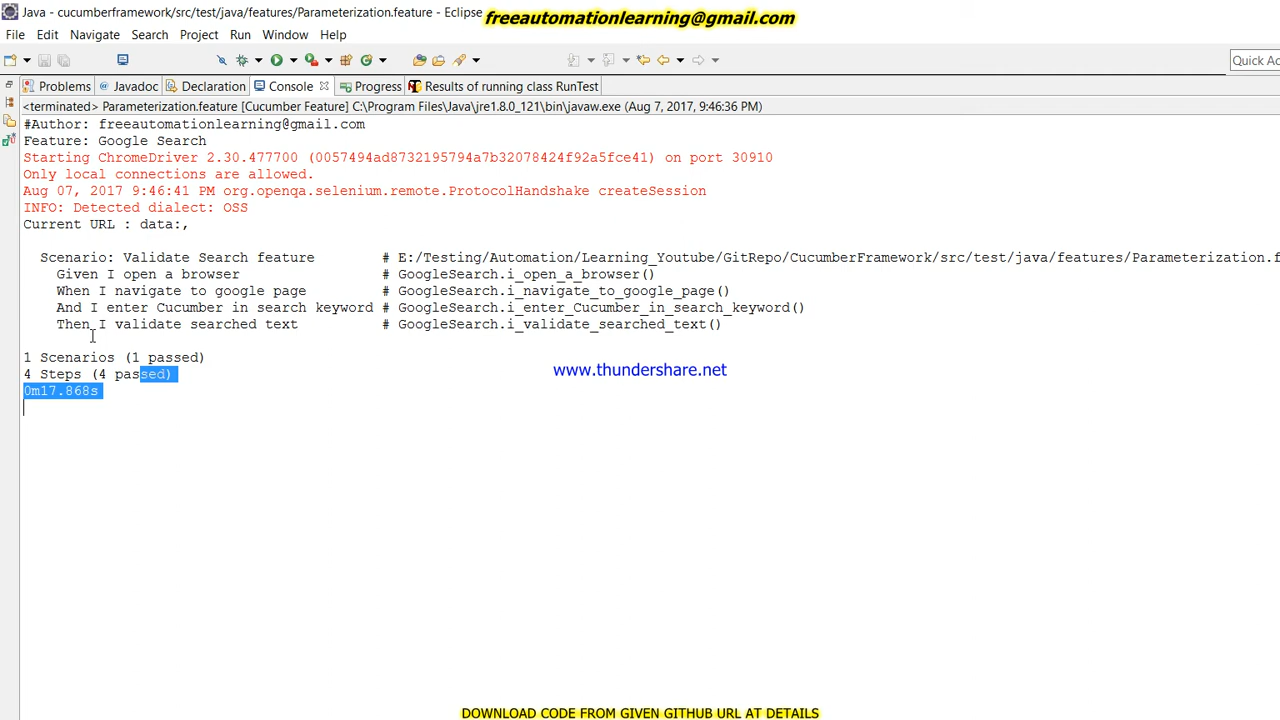 Java - cucumberframework/src/test/java/features/Parameterization.feature - Eclipse
freeautomationlearning@gmail.com
File Edit Navigate Search Project Run Window Help
Quick Ac
Problems @ Javadoc Declaration Console Progress Results of running class RunTest
<terminated> Parameterization.feature [Cucumber Feature] C:\Program Files\Java\jre1.8.0_121\bin\javaw.exe (Aug 7, 2017, 9:46:36 PM)
#Author: freeautomationlearning@gmail.com
Feature: Google Search
Starting ChromeDriver 2.30.477700 (0057494ad8732195794a7b32078424f92a5fce41) on port 30910
Only local connections are allowed.
Aug 07, 2017 9:46:41 PM org.openqa.selenium.remote.ProtocolHandshake createSession
INFO: Detected dialect: OSS
Current URL : data:,
Scenario: Validate Search feature # E:/Testing/Automation/Learning_Youtube/GitRepo/CucumberFramework/src/test/java/features/Parameterization.f
Given I open a browser # GoogleSearch.i_open_a_browser()
When I navigate to google page # GoogleSearch.i_navigate_to_google_page()
And I enter Cucumber in search keyword # GoogleSearch.i_enter_Cucumber_in_search_keyword()
Then I validate searched text # GoogleSearch.i_validate_searched_text()
1 Scenarios (1 passed)
4 Steps (4 passed)
0m17.868s
www.thundershare.net
DOWNLOAD CODE FROM GIVEN GITHUB URL AT DETAILS